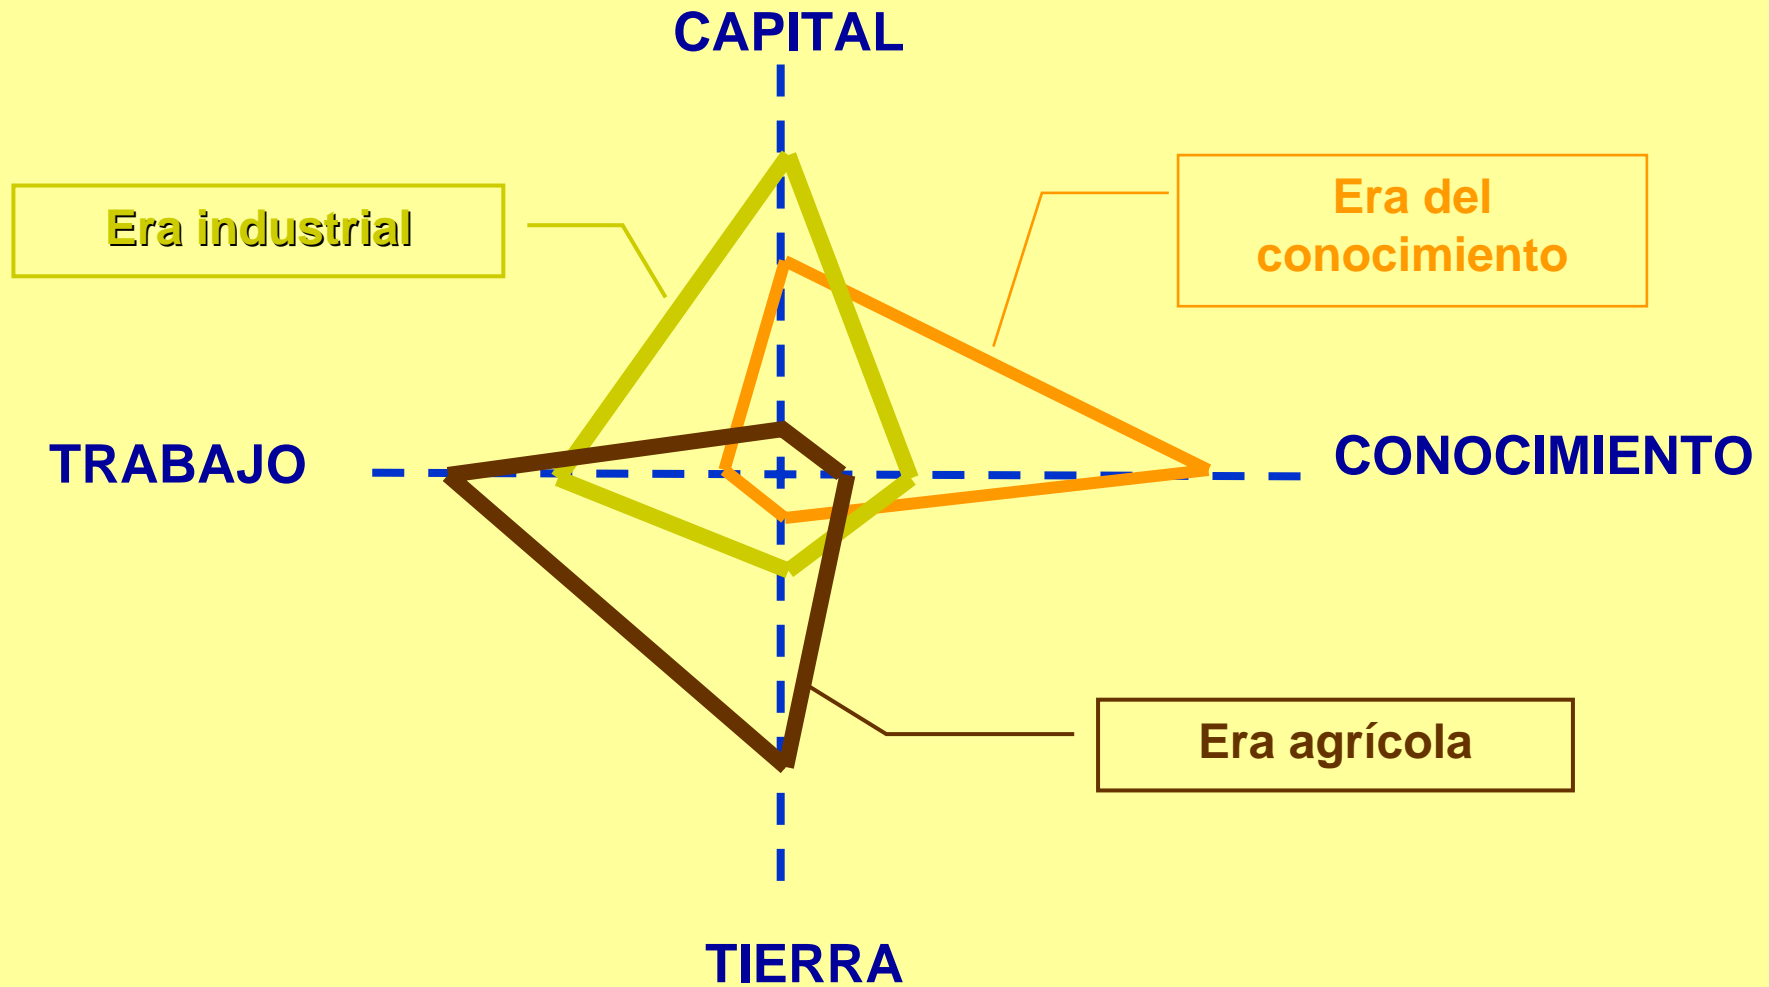 CAPITAL
Era industrial
Era del
conocimiento
TRABAJO
CONOCIMIENTO
Era agrícola
TIERRA